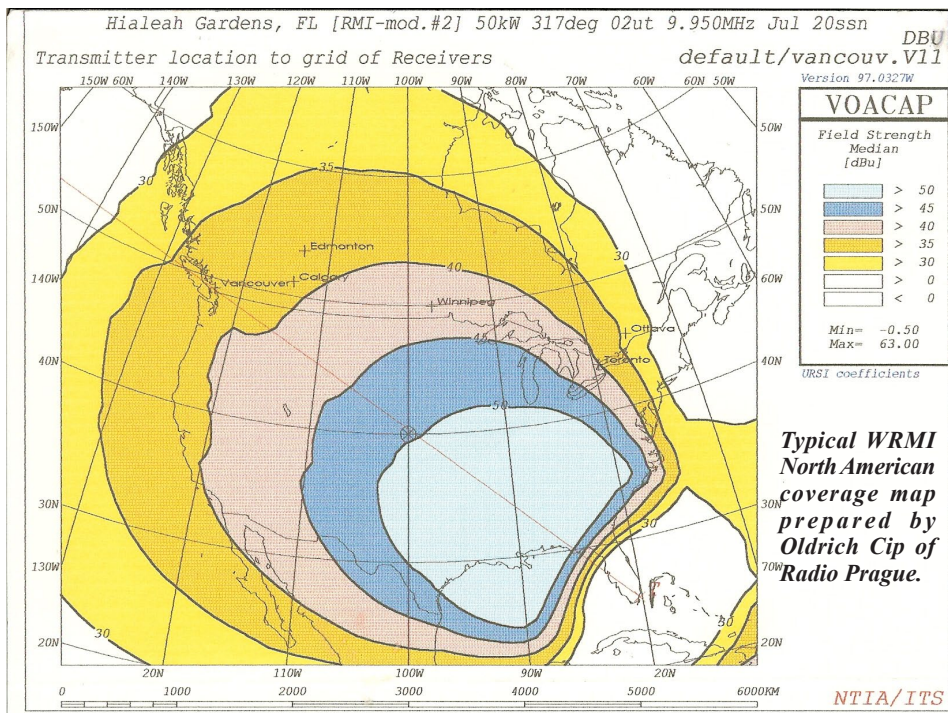 Hialeah Gardens, FL [RMI-mod.#2] 50kW 317deg 02ut 9.950MHz Jul 20ssn
DBU
Transmitter location to grid of Receivers
default/vancouv.V11
Version 97.0327W
150W 60N 140W 130W 120W 110W 100W 90W 80W 70W 60W 50N 50W
VOACAP
Field Strength
Median
[dBu]
> 50
> 45
> 40
> 35
> 30
> 0
< 0
Min= -0.50
Max= 63.00
URSI coefficients
150W
50N
140W
40N
30N
130W
20N
50W
50N
60W
40N
30N
70W
20N
30
35
30
Edmonton
Vancouver
Calgary
40
Winnipeg
45
Ottawa
Toronto
50
30
30
30
20N 110W 100W 90W 20N
0 1000 2000 3000 4000 5000 6000KM
NTIA/ITS
Typical WRMI
North American
coverage map
prepared by
Oldrich Cip of
Radio Prague.